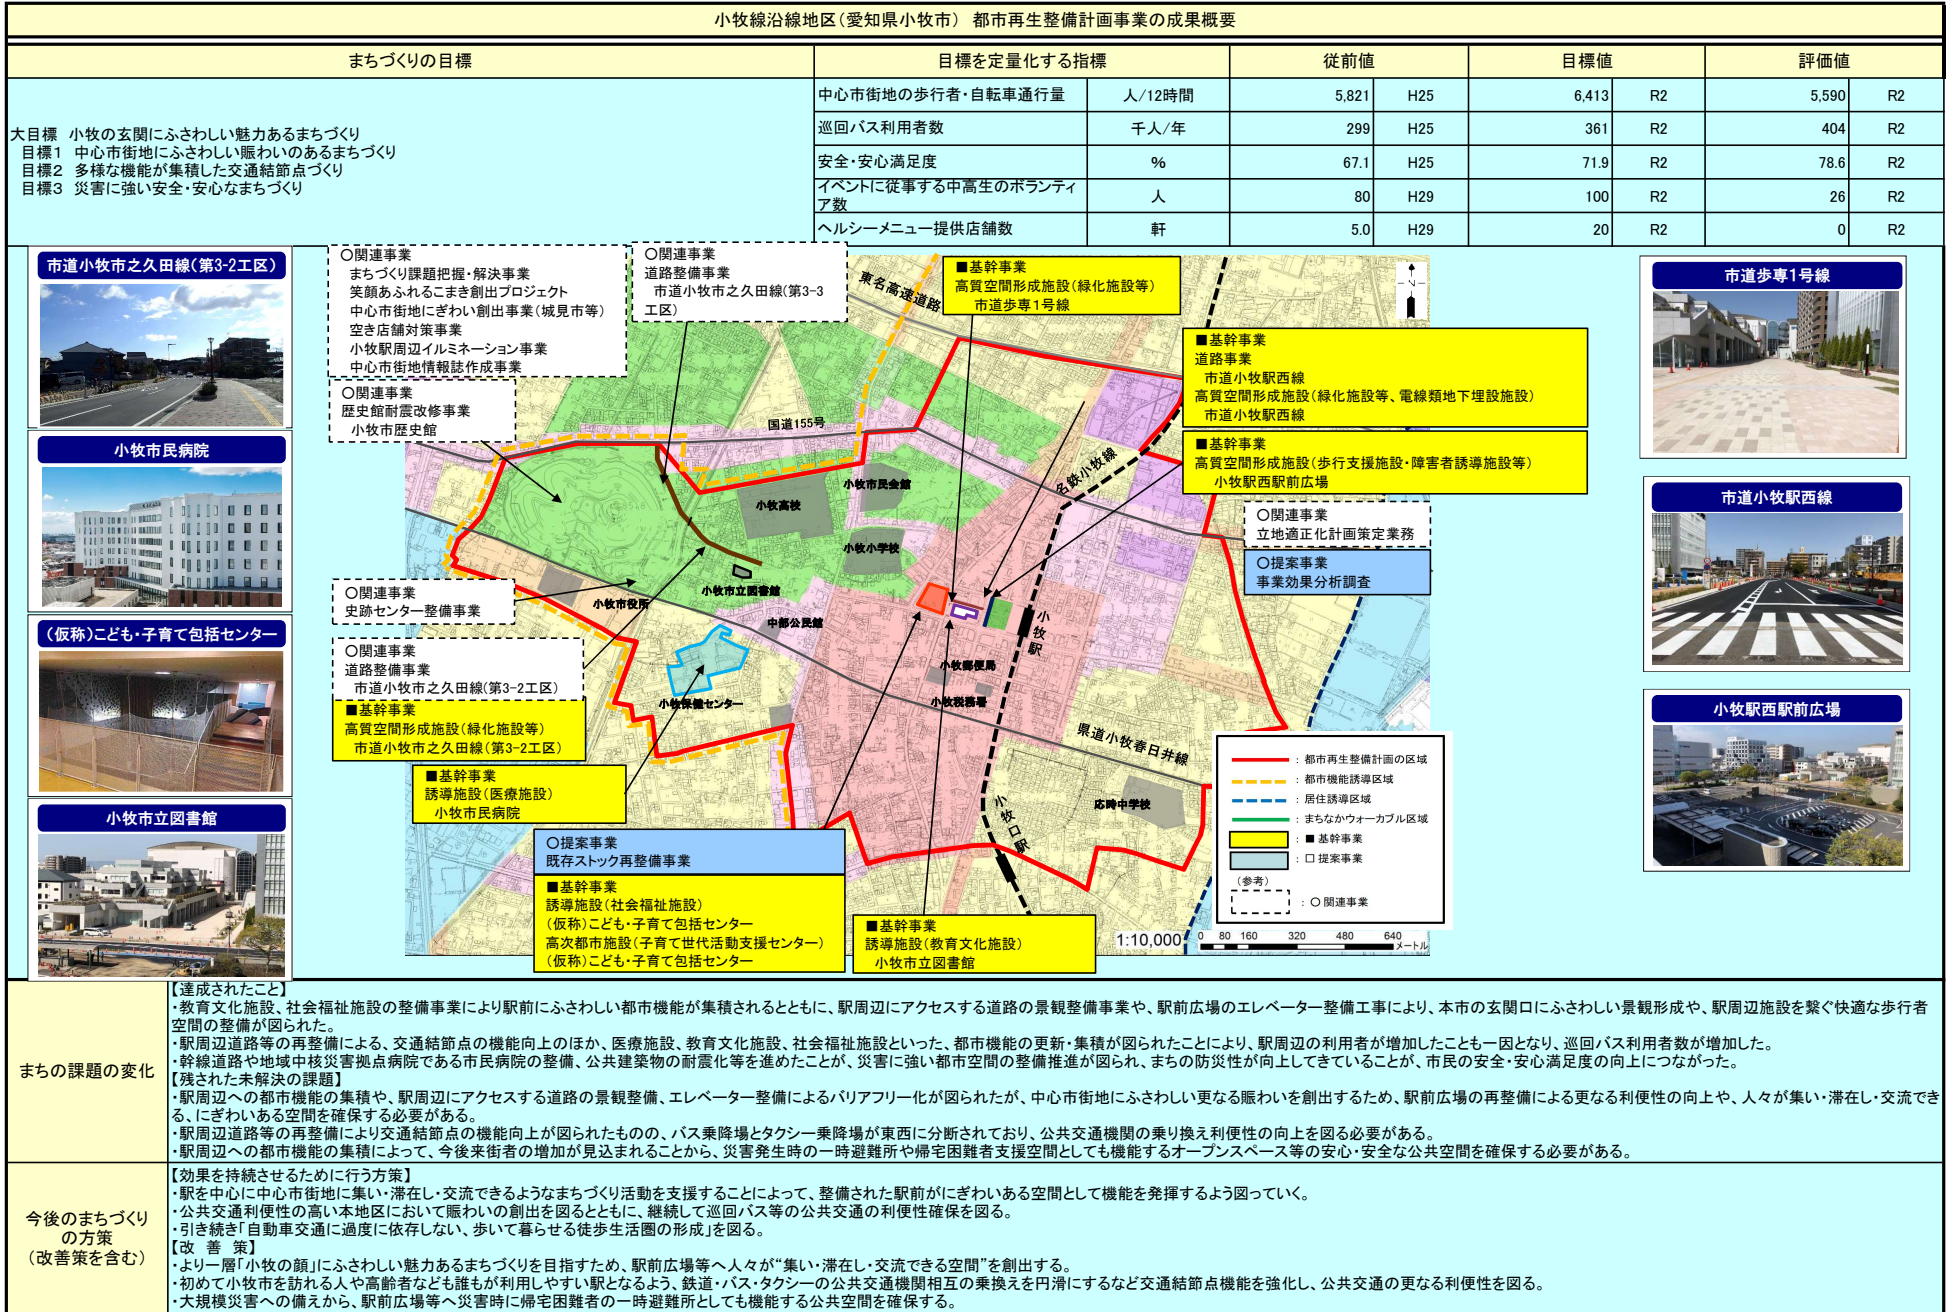 小牧線沿線地区（愛知県小牧市） 都市再生整備計画事業の成果概要
まちづくりの目標 目標を定量化する指標 従前値 目標値 評価値
大目標 小牧の玄関にふさわしい魅力あるまちづくり
目標1 中心市街地にふさわしい賑わいのあるまちづくり
目標2 多様な機能が集積した交通結節点づくり
目標3 災害に強い安全・安心なまちづくり
中心市街地の歩行者・自転車通行量 人/12時間 5,821 H25 6,413 R2 5,590 R2
巡回バス利用者数 千人/年 299 H25 361 R2 404 R2
安全・安心満足度 % 67.1 H25 71.9 R2 78.6 R2
イベントに従事する中高生のボランティ
ア数 人 80 H29 100 R2 26 R2
ヘルシーメニュー提供店舗数 軒 5.0 H29 20 R2 0 R2
市道小牧市之久田線（第3-2工区）
小牧市民病院
（仮称）こども・子育て包括センター
小牧市立図書館
○関連事業
まちづくり課題把握・解決事業
笑顔あふれるこまき創出プロジェクト
中心市街地にぎわい創出事業（城見市等）
空き店舗対策事業
小牧駅周辺イルミネーション事業
中心市街地情報誌作成事業
○関連事業
歴史館耐震改修事業
小牧市歴史館
○関連事業
道路整備事業
市道小牧市之久田線（第3-3
工区）
■基幹事業
高質空間形成施設（緑化施設等）
市道歩専1号線
■基幹事業
道路事業
市道小牧駅西線
高質空間形成施設（緑化施設等、電線類地下埋設施設）
市道小牧駅西線
■基幹事業
高質空間形成施設（歩行支援施設・障害者誘導施設等）
小牧駅西駅前広場
○関連事業
立地適正化計画策定業務
○提案事業
事業効果分析調査
○関連事業
史跡センター整備事業
○関連事業
道路整備事業
市道小牧市之久田線（第3-2工区）
■基幹事業
高質空間形成施設（緑化施設等）
市道小牧市之久田線（第3-2工区）
■基幹事業
誘導施設（医療施設）
小牧市民病院
○提案事業
既存ストック再整備事業
■基幹事業
誘導施設（社会福祉施設）
（仮称）こども・子育て包括センター
高次都市施設（子育て世代活動支援センター）
（仮称）こども・子育て包括センター
■基幹事業
誘導施設（教育文化施設）
小牧市立図書館
東名高速道路
国道155号
名鉄小牧線
小牧市民会館
小牧高校
小牧小学校
小牧市立図書館
小牧市役所
中部公民館
小牧駅
小牧郵便局
小牧保健センター
小牧税務署
県道小牧春日井線
小牧口駅
応時中学校
：都市再生整備計画の区域
：都市機能誘導区域
：居住誘導区域
：まちなかウォーカブル区域
：■ 基幹事業
：□ 提案事業
（参考）
：○ 関連事業
1:10,000
0 80 160 320 480 640
メートル
市道歩専1号線
市道小牧駅西線
小牧駅西駅前広場
まちの課題の変化
【達成されたこと】
・教育文化施設、社会福祉施設の整備事業により駅前にふさわしい都市機能が集積されるとともに、駅周辺にアクセスする道路の景観整備事業や、駅前広場のエレベーター整備工事により、本市の玄関口にふさわしい景観形成や、駅周辺施設を繋ぐ快適な歩行者
空間の整備が図られた。
・駅周辺道路等の再整備による、交通結節点の機能向上のほか、医療施設、教育文化施設、社会福祉施設といった、都市機能の更新・集積が図られたことにより、駅周辺の利用者が増加したことも一因となり、巡回バス利用者数が増加した。
・幹線道路や地域中核災害拠点病院である市民病院の整備、公共建築物の耐震化等を進めたことが、災害に強い都市空間の整備推進が図られ、まちの防災性が向上してきていることが、市民の安全・安心満足度の向上につながった。
【残された未解決の課題】
・駅周辺への都市機能の集積や、駅周辺にアクセスする道路の景観整備、エレベーター整備によるバリアフリー化が図られたが、中心市街地にふさわしい更なる賑わいを創出するため、駅前広場の再整備による更なる利便性の向上や、人々が集い・滞在し・交流でき
る、にぎわいある空間を確保する必要がある。
・駅周辺道路等の再整備により交通結節点の機能向上が図られたものの、バス乗降場とタクシー乗降場が東西に分断されており、公共交通機関の乗り換え利便性の向上を図る必要がある。
・駅周辺への都市機能の集積によって、今後来街者の増加が見込まれることから、災害発生時の一時避難所や帰宅困難者支援空間としても機能するオープンスペース等の安心・安全な公共空間を確保する必要がある。
今後のまちづくり
の方策
（改善策を含む）
【効果を持続させるために行う方策】
・駅を中心に中心市街地に集い・滞在し・交流できるようなまちづくり活動を支援することによって、整備された駅前がにぎわいある空間として機能を発揮するよう図っていく。
・公共交通利便性の高い本地区において賑わいの創出を図るとともに、継続して巡回バス等の公共交通の利便性確保を図る。
・引き続き「自動車交通に過度に依存しない、歩いて暮らせる徒歩生活圏の形成」を図る。
【改 善 策】
・より一層「小牧の顔」にふさわしい魅力あるまちづくりを目指すため、駅前広場等へ人々が“集い・滞在し・交流できる空間”を創出する。
・初めて小牧市を訪れる人や高齢者なども誰もが利用しやすい駅となるよう、鉄道・バス・タクシーの公共交通機関相互の乗換えを円滑にするなど交通結節点機能を強化し、公共交通の更なる利便性を図る。
・大規模災害への備えから、駅前広場等へ災害時に帰宅困難者の一時避難所としても機能する公共空間を確保する。